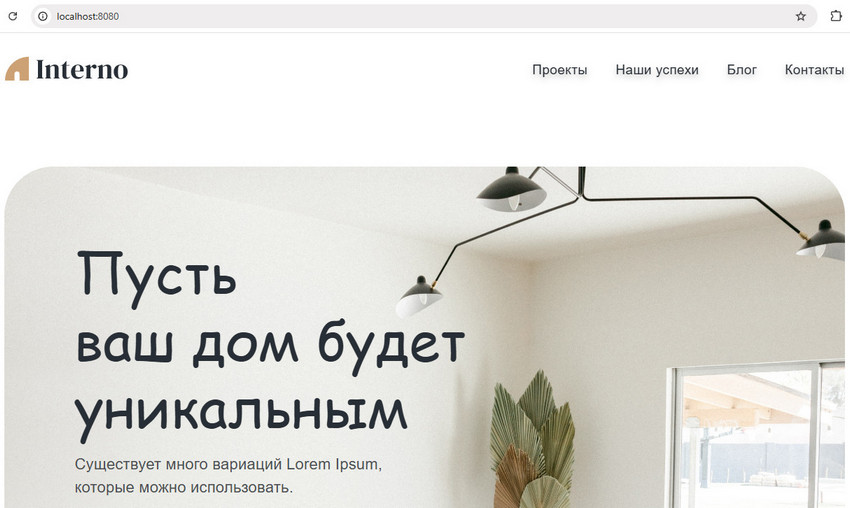 localhost:8080
Interno
Проекты Наши успехи Блог Контакты
Пусть
ваш дом будет
уникальным
Существует много вариаций Lorem Ipsum,
которые можно использовать.